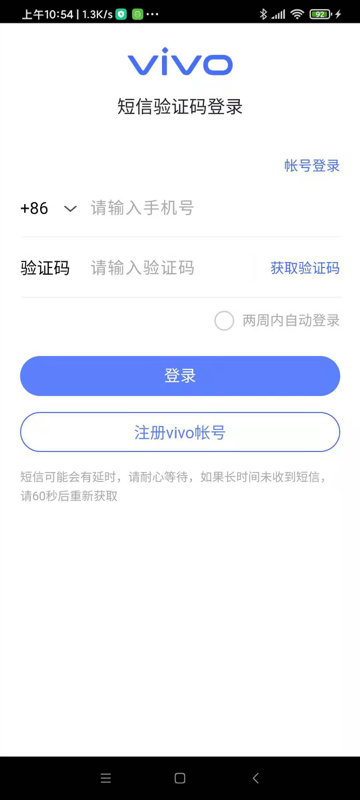 上午10:54 | 1.3K/s
92
vivo
短信验证码登录
帐号登录
+86 请输入手机号
验证码 请输入验证码 获取验证码
两周内自动登录
登录
注册vivo帐号
短信可能会有延时，请耐心等待，如果长时间未收到短信，
请60秒后重新获取